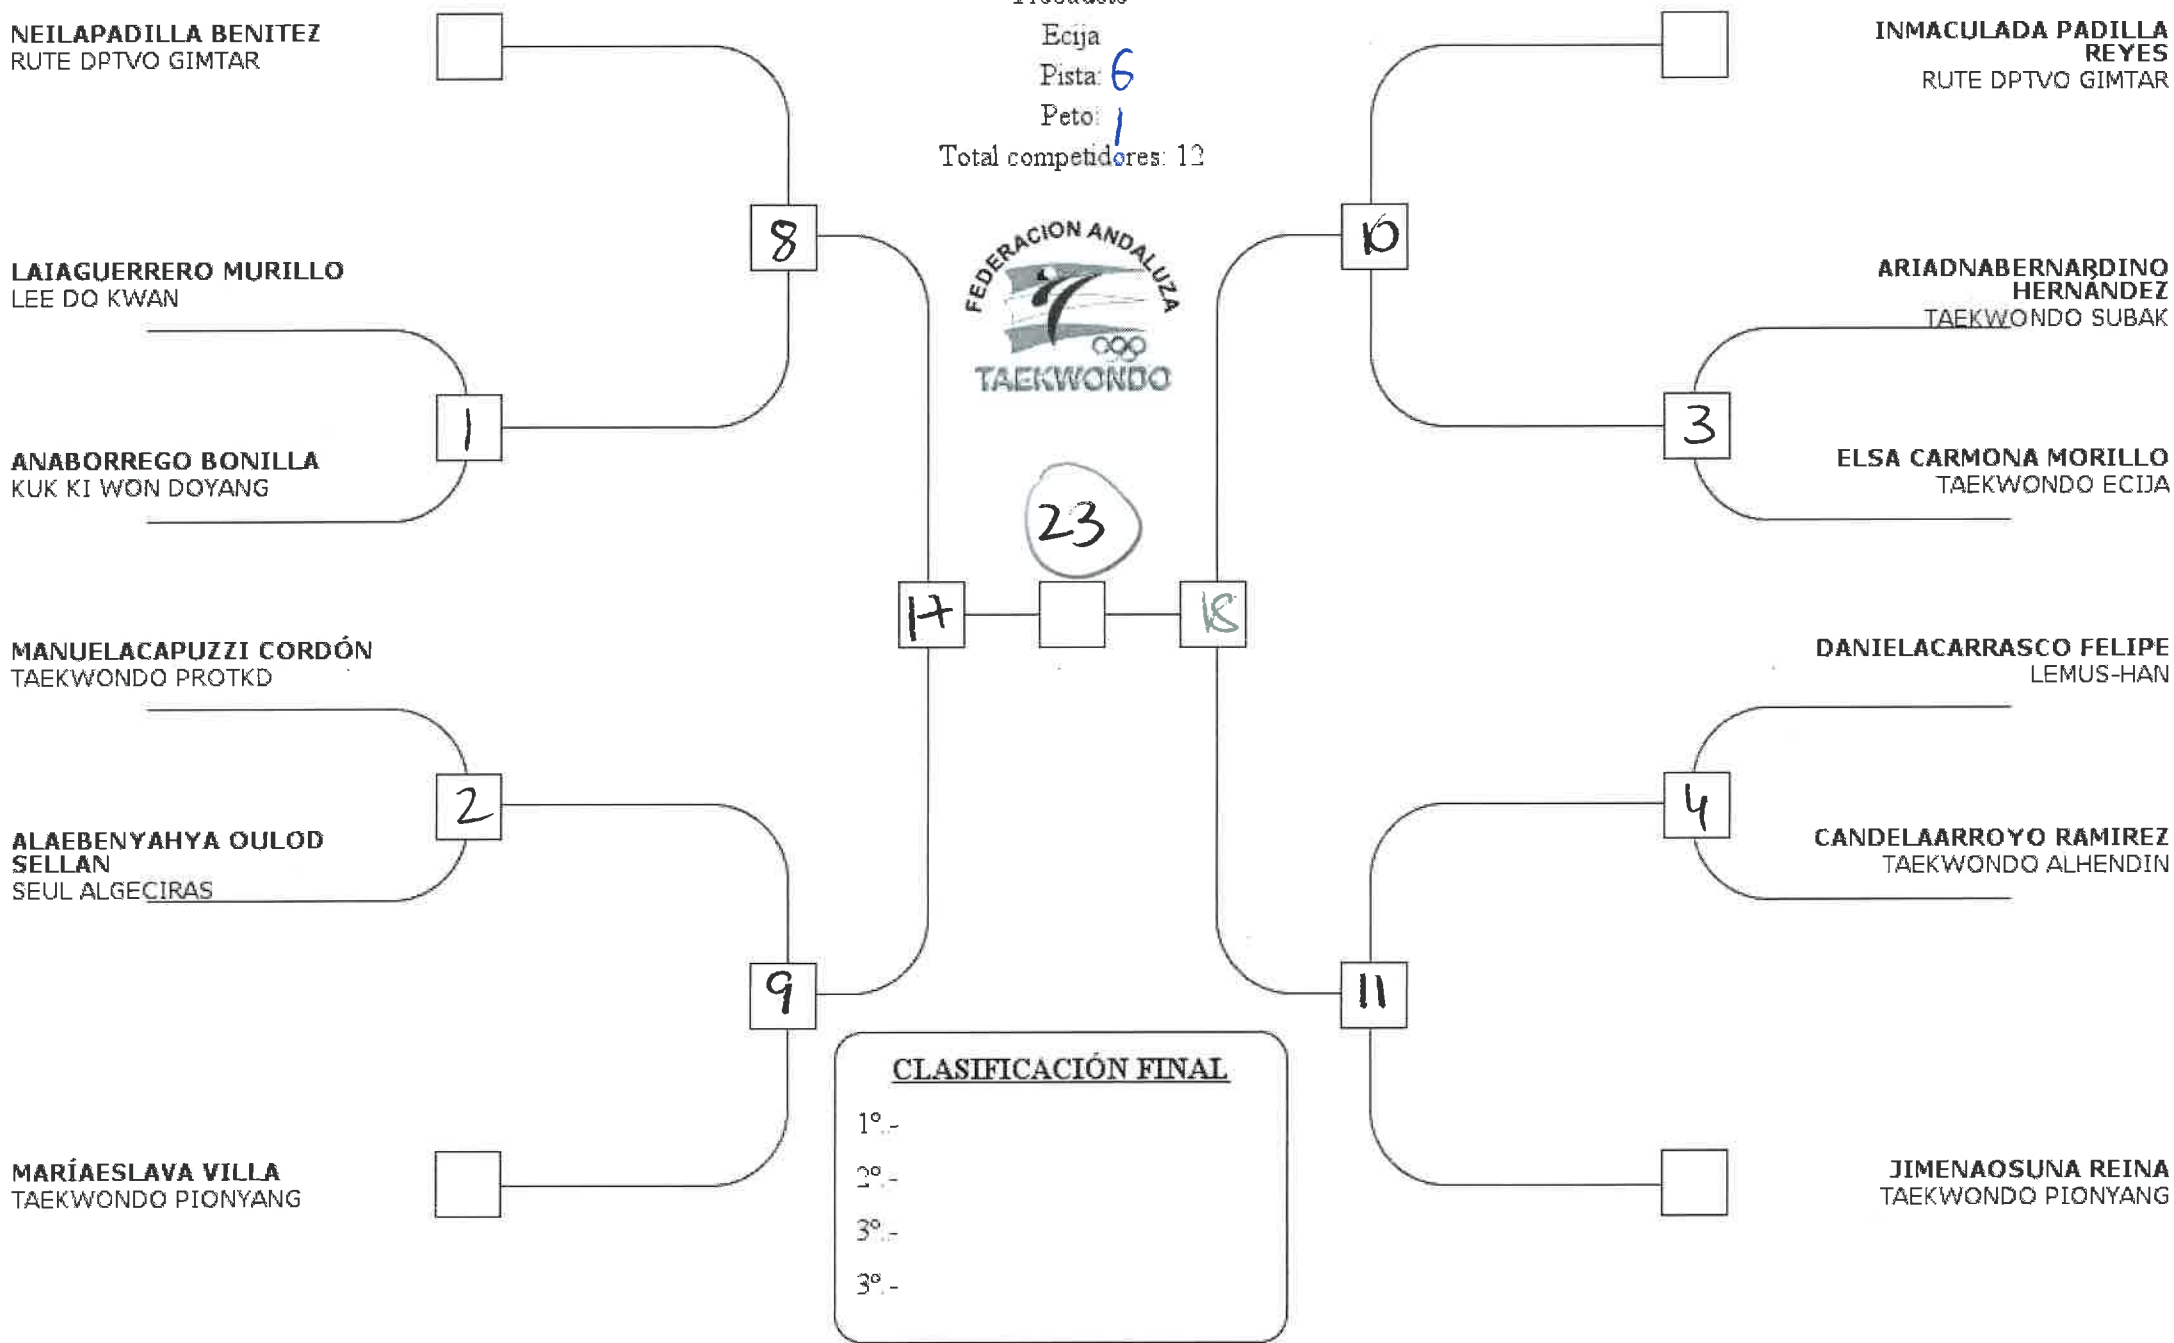 Ecija
Pista: 6
Peto: 1
Total competidores: 12
NEILAPADILLA BENITEZ
RUTE DPTVO GIMTAR
8
LAIAGUERRERO MURILLO
LEE DO KWAN
1
ANABORREGO BONILLA
KUK KI WON DOYANG
MANUELACAPUZZI CORDÓN
TAEKWONDO PROTKD
2
ALAEBENYAHYA OULOD
SELLAN
SEUL ALGECIRAS
9
MARÍAESLAVA VILLA
TAEKWONDO PIONYANG
FEDERACION ANDALUZA
TAEKWONDO
23
17
18
INMACULADA PADILLA
REYES
RUTE DPTVO GIMTAR
10
ARIADNABERNARDINO
HERNÁNDEZ
TAEKWONDO SUBAK
3
ELSA CARMONA MORILLO
TAEKWONDO ECIJA
DANIELACARRASCO FELIPE
LEMUS-HAN
4
CANDELAARROYO RAMIREZ
TAEKWONDO ALHENDIN
11
JIMENAOSUNA REINA
TAEKWONDO PIONYANG
CLASIFICACIÓN FINAL
1º.-
2º.-
3º.-
3º.-